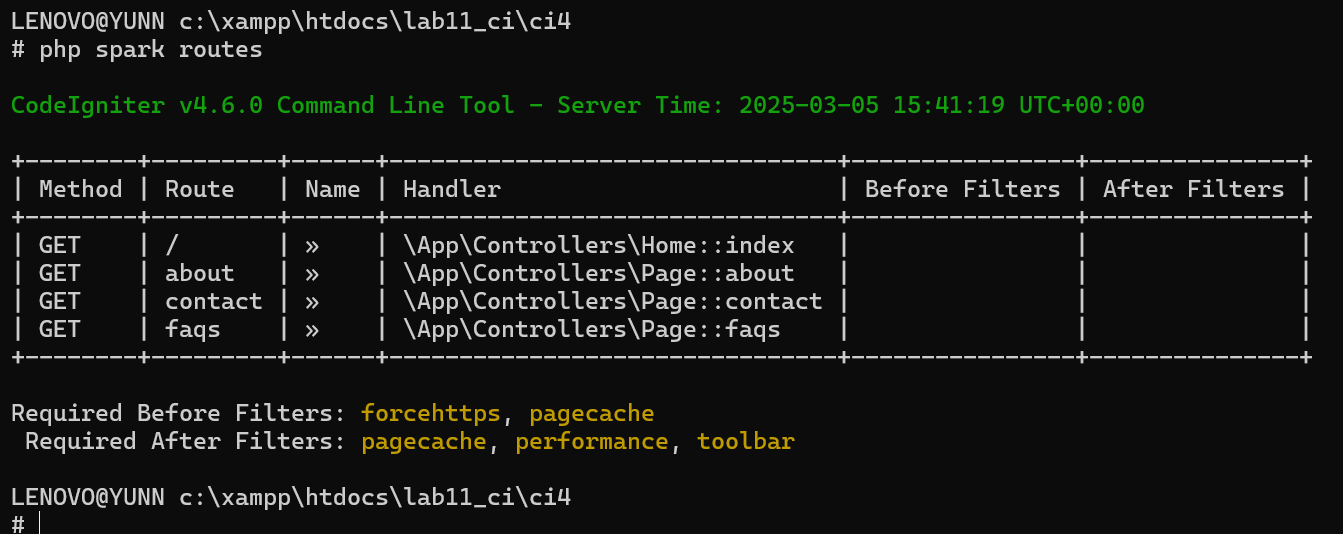 LENOVO@YUNN c:\xampp\htdocs\lab11_ci\ci4
# php spark routes
CodeIgniter v4.6.0 Command Line Tool - Server Time: 2025-03-05 15:41:19 UTC+00:00
+--------+---------+------+--------------------------------+----------------+---------------+
| Method | Route   | Name | Handler                        | Before Filters | After Filters |
+--------+---------+------+--------------------------------+----------------+---------------+
| GET    | /       | »    | \App\Controllers\Home::index   |                |               |
| GET    | about   | »    | \App\Controllers\Page::about   |                |               |
| GET    | contact | »    | \App\Controllers\Page::contact |                |               |
| GET    | faqs    | »    | \App\Controllers\Page::faqs    |                |               |
+--------+---------+------+--------------------------------+----------------+---------------+
Required Before Filters: forcehttps, pagecache
 Required After Filters: pagecache, performance, toolbar
LENOVO@YUNN c:\xampp\htdocs\lab11_ci\ci4
#